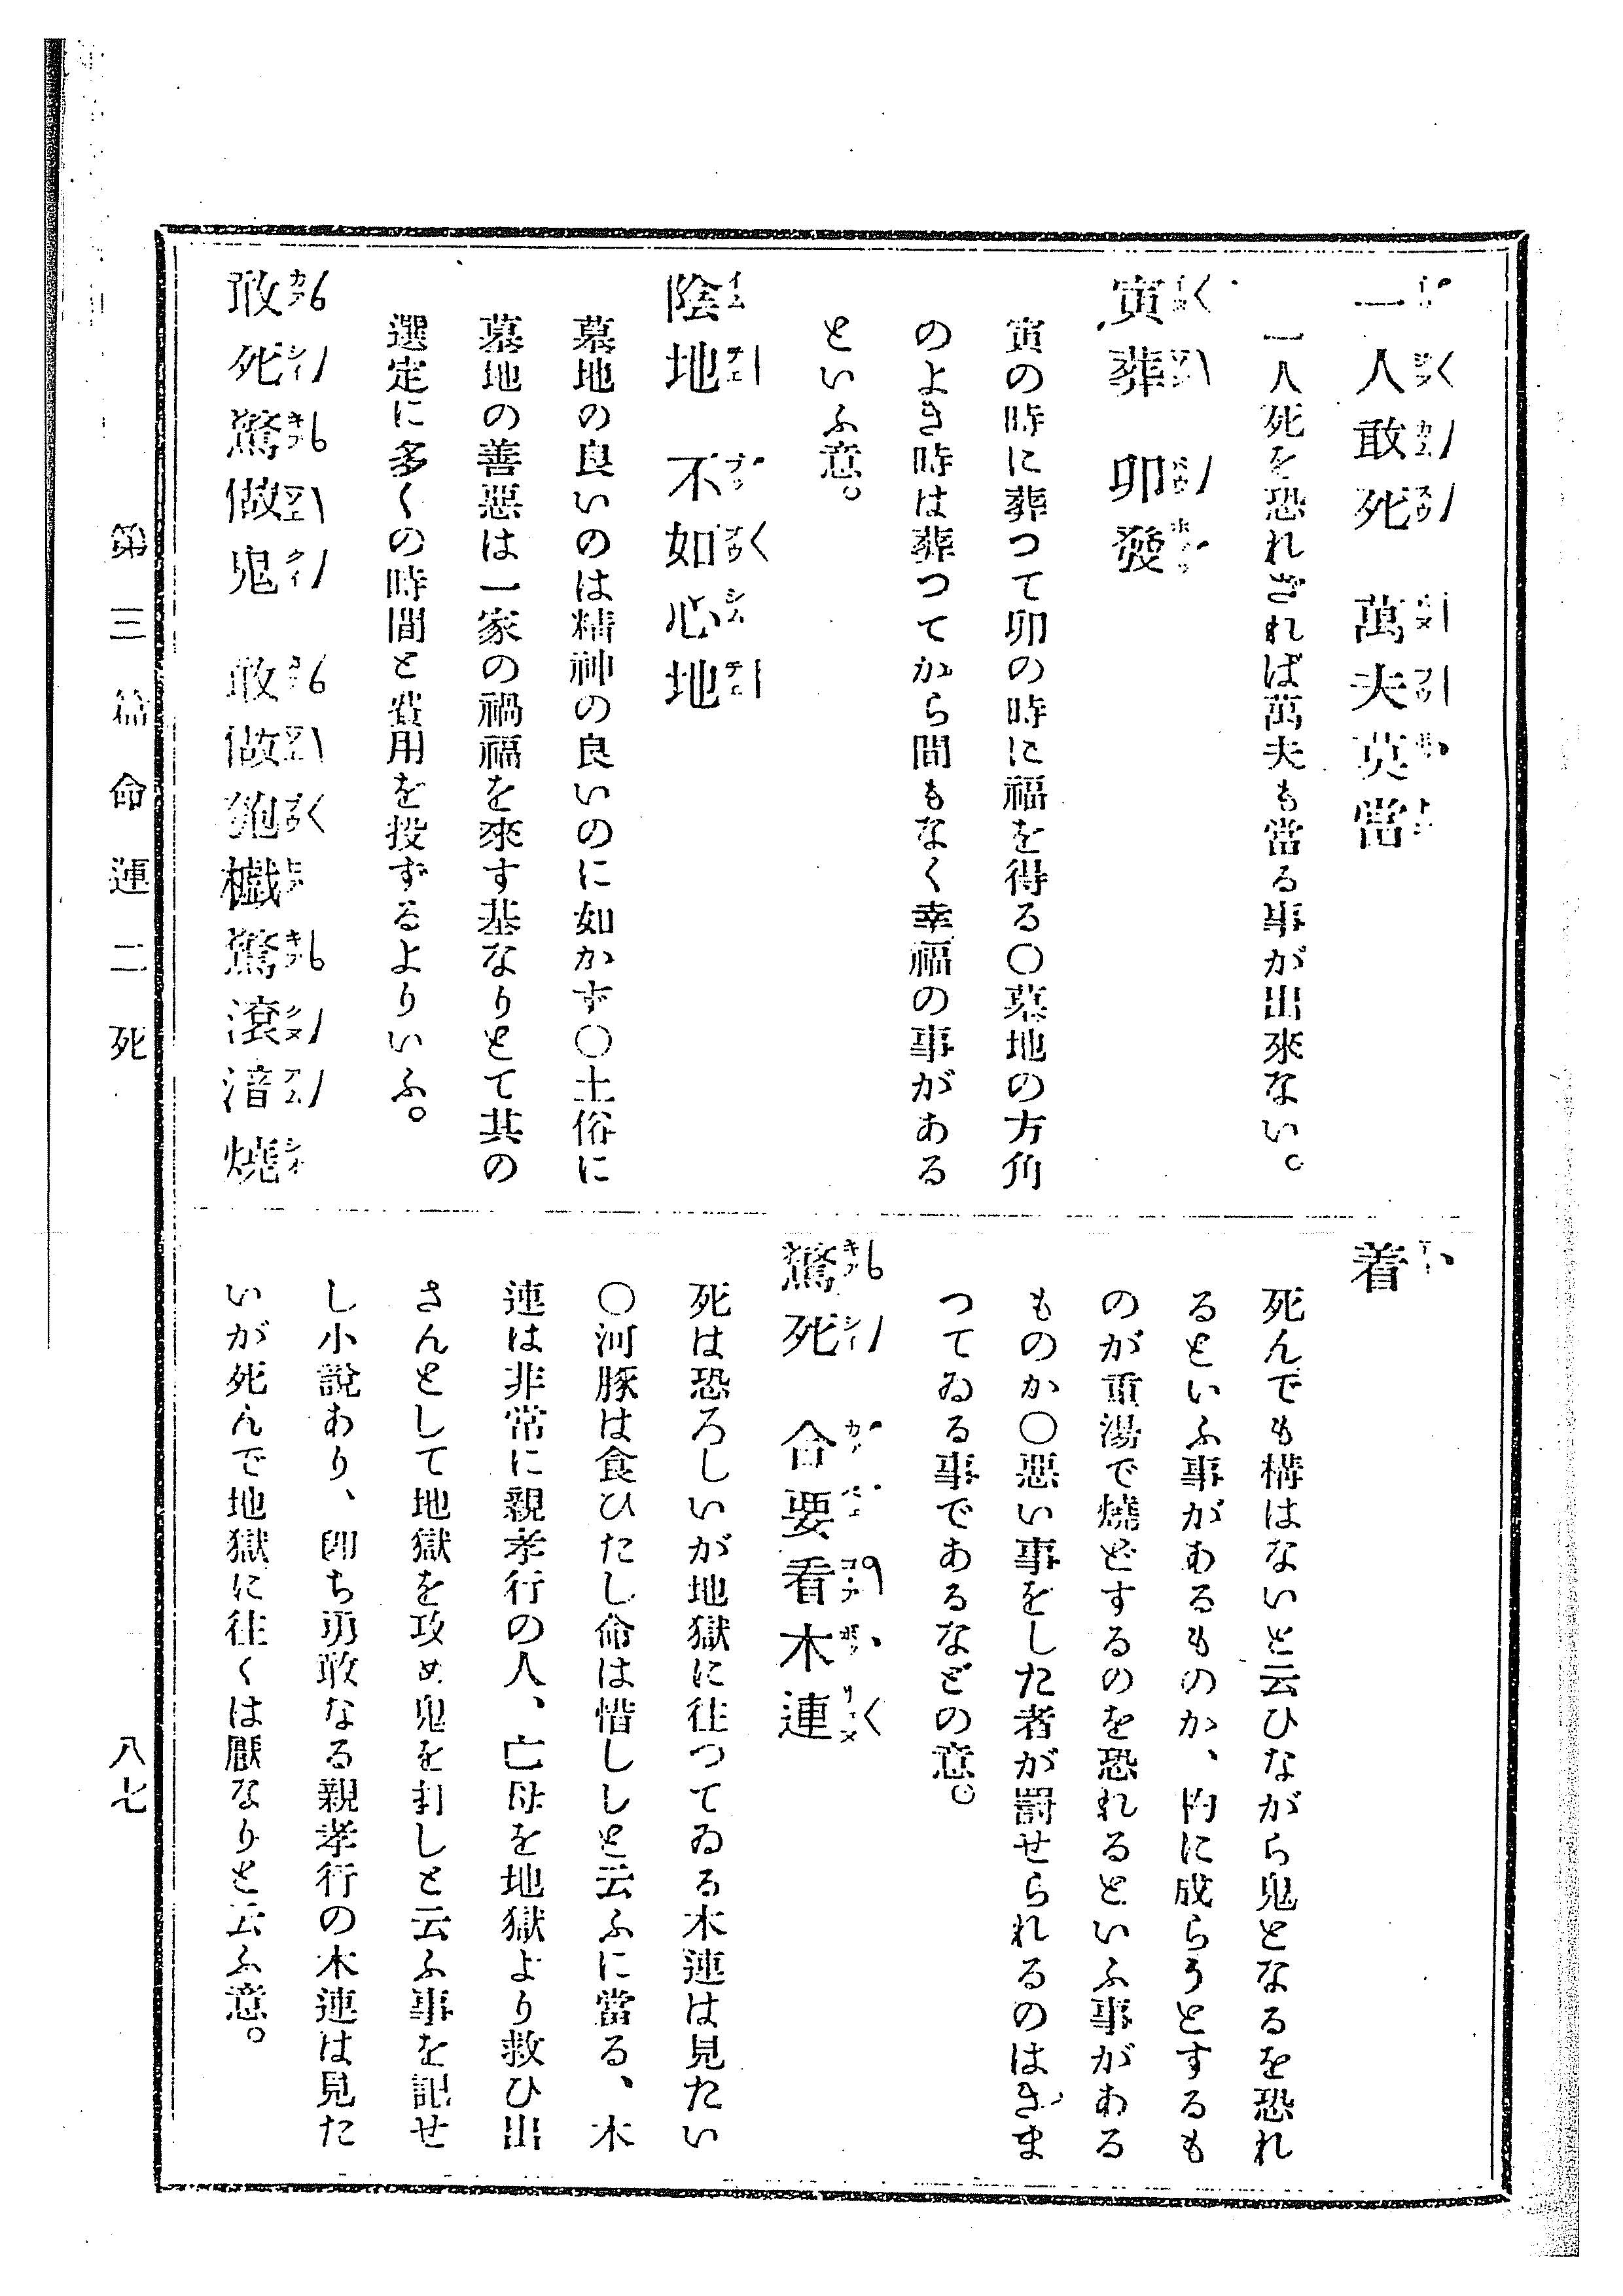 一人敢死　萬夫莫當
一人死を恐れざれば萬夫も當る事が出來ない。
寅葬　卯發
寅の時に葬つて卯の時に福を得る〇墓地の方角
のよき時は葬つてから間もなく幸福の事がある
といふ意。
陰地　不如心地
墓地の良いのは精神の良いのに如かず〇土俗に
墓地の善惡は一家の禍福を來す基なりとて其の
選定に多くの時間と費用を投ずるよりいふ。
敢死驚做鬼　敢做匏桸驚滾湆燒
着
死んでも構はないと云ひながら鬼となるを恐れ
るといふ事があるものか、杓に成らうとするも
のが重湯で燒どするのを恐れるといふ事がある
ものか〇惡い事をした者が罰せられるのはきま
つてゐる事であるなどの意。
驚死　合要看木連
死は恐ろしいが地獄に往つてゐる木連は見たい
〇河豚は食ひたし命は惜ししと云ふに當る、木
連は非常に親孝行の人、亡母を地獄より救ひ出
さんとして地獄を攻め鬼を打しと云ふ事を記せ
し小說あり、卽ち勇敢なる親孝行の木連は見た
いが死んで地獄に往くは厭なりと云ふ意。
第三篇　命運　二死
八七